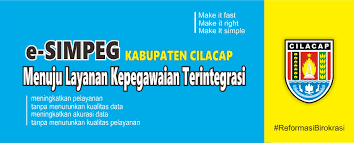 Make it fast
Make it right
Make it simple
e-SIMPEG KABUPATEN CILACAP
Menuju Layanan Kepegawaian Terintegrasi
meningkatkan pelayanan
tanpa menurunkan kualitas data
meningkatkan akurasi data
tanpa menurunkan kualitas pelayanan
CILACAP
#ReformasiBirokrasi